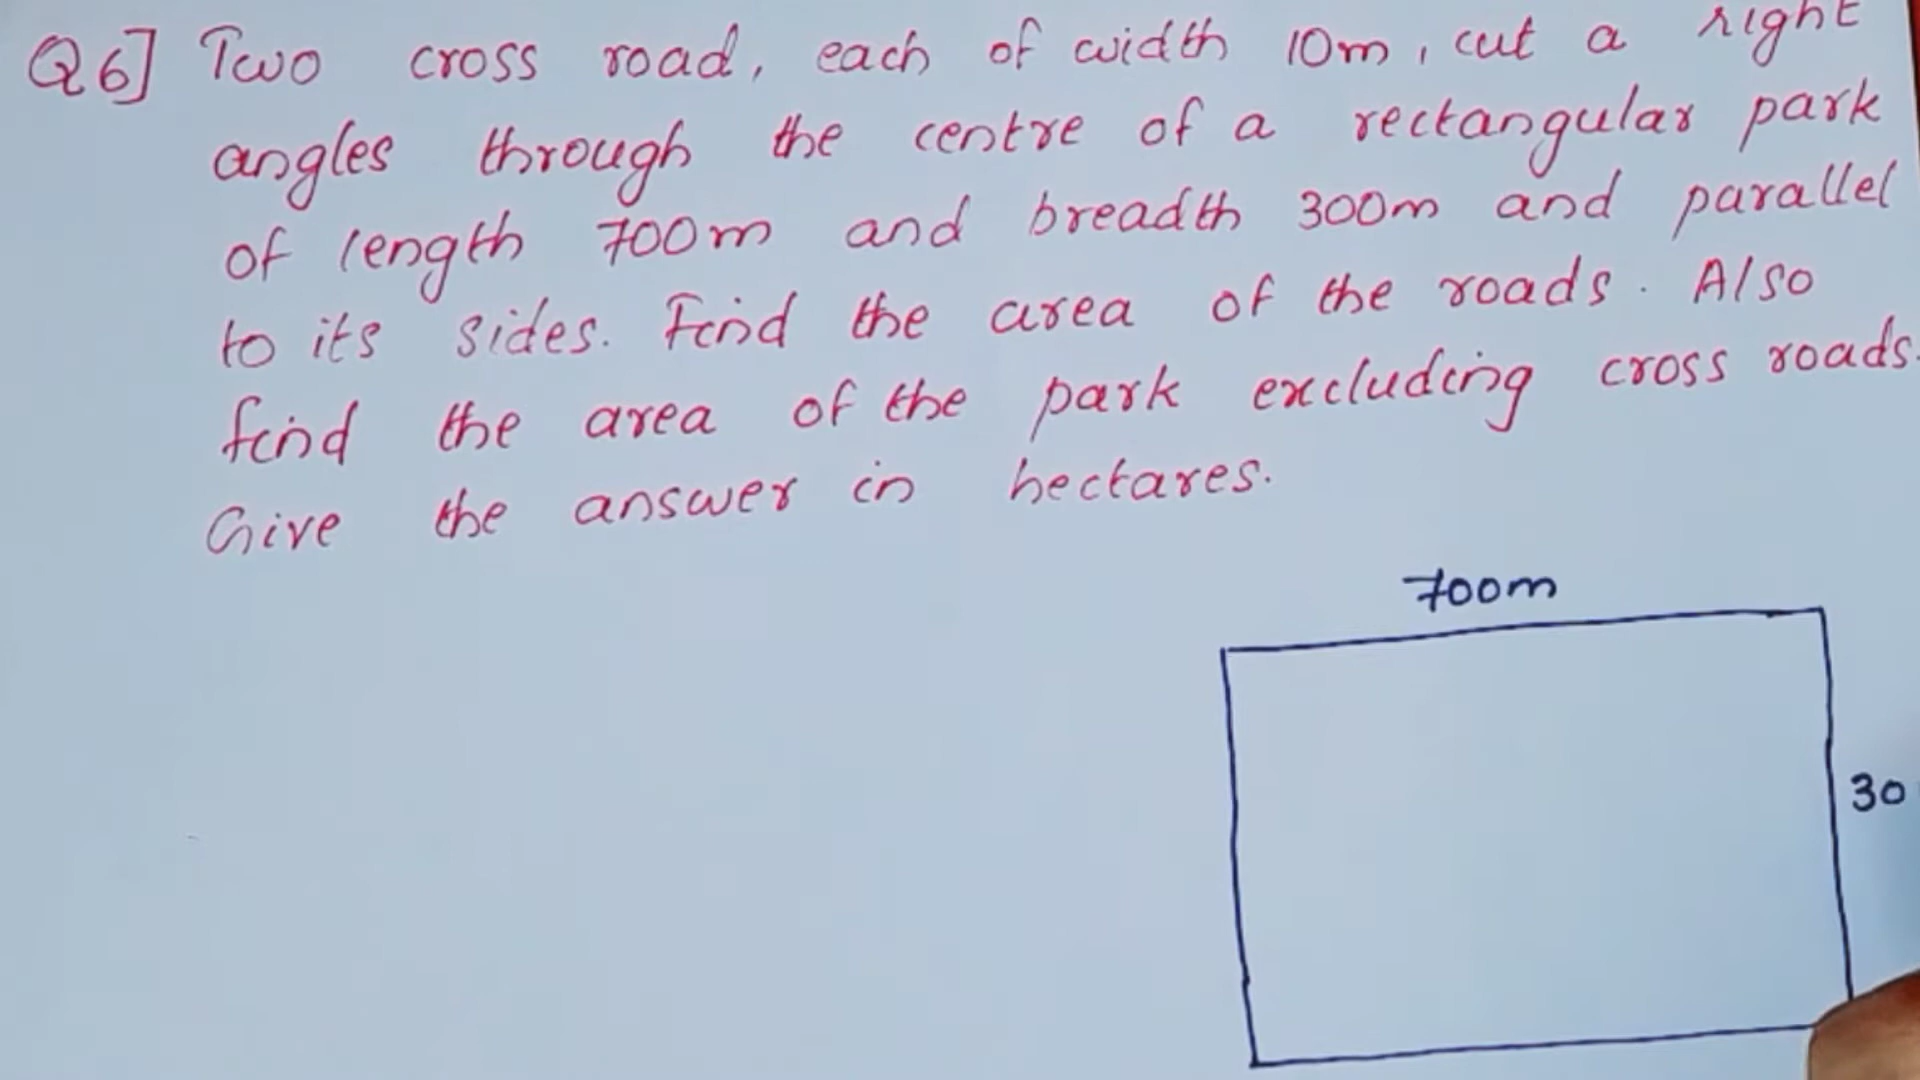 Q6] Two cross road, each of width 10m, cut a right
angles through the centre of a rectangular park
of length 700m and breadth 300m and parallel
to its sides. Find the area of the roads. Also
find the area of the park excluding cross roads.
Give the answer in hectares.
700m
30